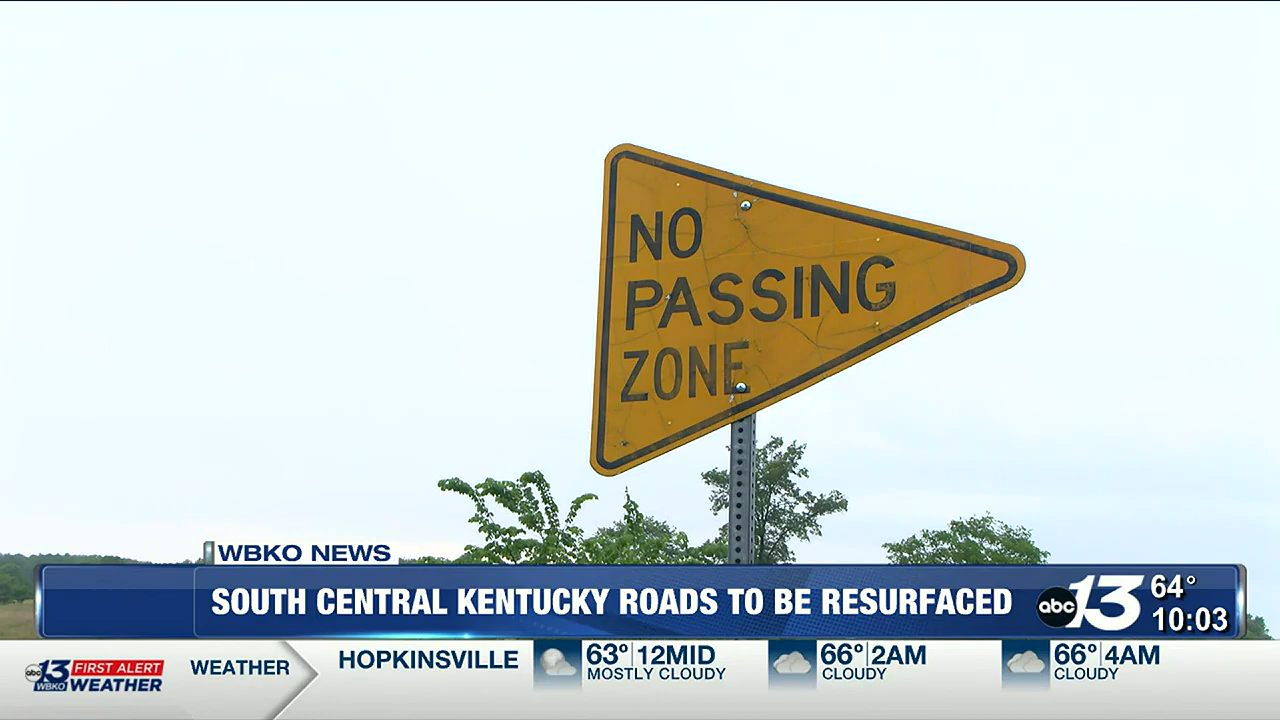 NO
PASSING
ZONE
WBKO NEWS
SOUTH CENTRAL KENTUCKY ROADS TO BE RESURFACED
abc 13
64°
10:03
abc 13 WBKO FIRST ALERT WEATHER
WEATHER
HOPKINSVILLE
63° 12MID
MOSTLY CLOUDY
66° 2AM
CLOUDY
66° 4AM
CLOUDY